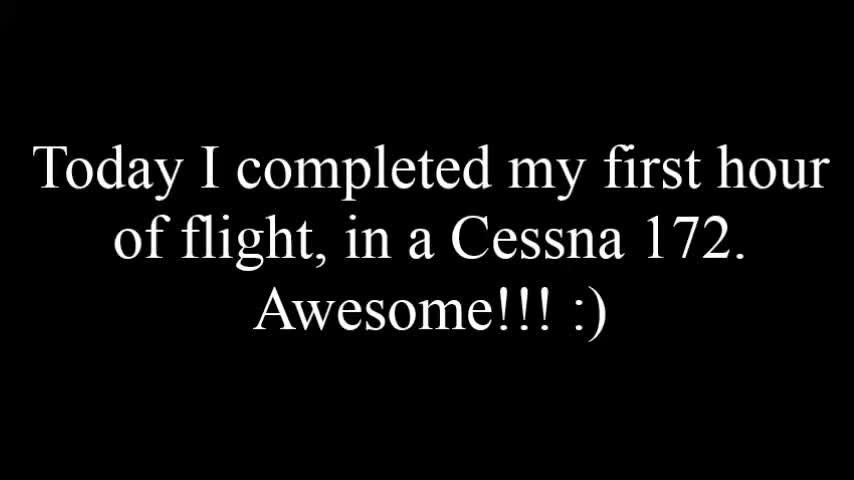 Today I completed my first hour
of flight, in a Cessna 172.
Awesome!!! :)